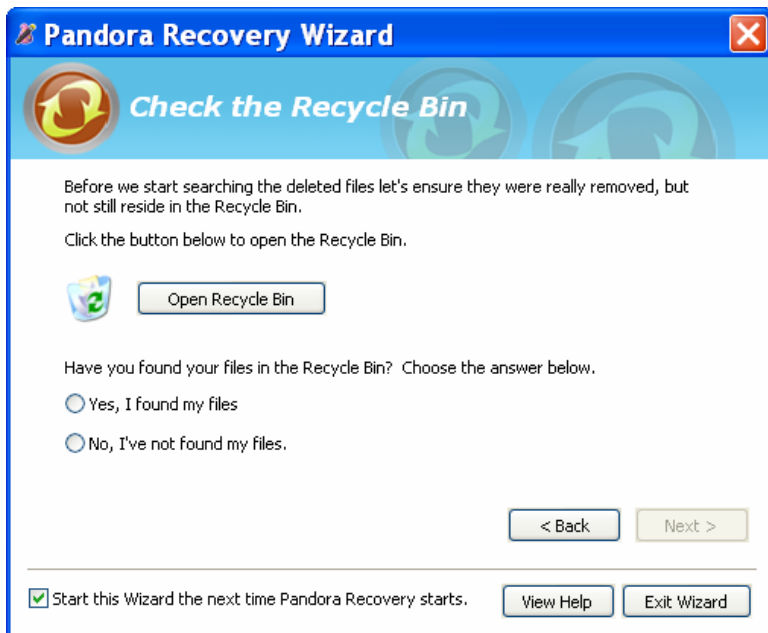 Pandora Recovery Wizard
Check the Recycle Bin
Before we start searching the deleted files let's ensure they were really removed, but
not still reside in the Recycle Bin.
Click the button below to open the Recycle Bin.
Open Recycle Bin
Have you found your files in the Recycle Bin? Choose the answer below.
Yes, I found my files
No, I've not found my files.
< Back
Next >
Start this Wizard the next time Pandora Recovery starts.
View Help
Exit Wizard